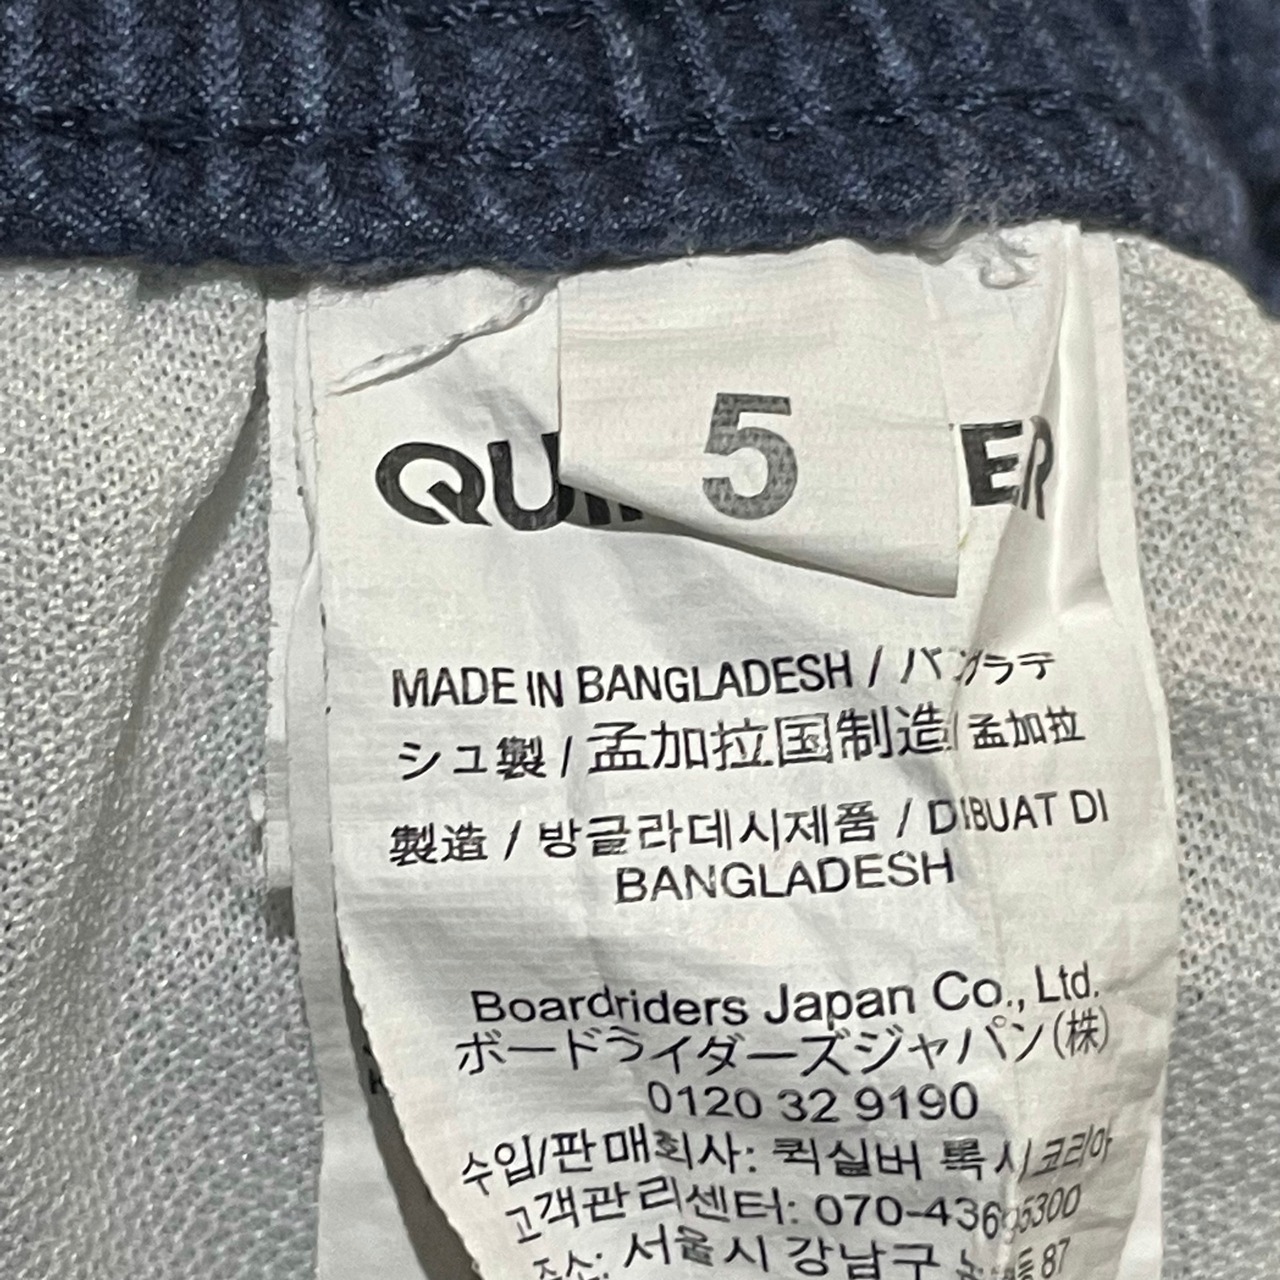 5
MADE IN BANGLADESH / バングラデ
シュ製 / 孟加拉国制造 / 孟加拉
製造 / 방글라데시제품 / DIBUAT DI
BANGLADESH
Boardriders Japan Co., Ltd.
ボードライダーズジャパン(株)
0120 32 9190
수입/판매회사: 퀵실버 록시코리아
고객관리센터:
주소: 서울시 강남구